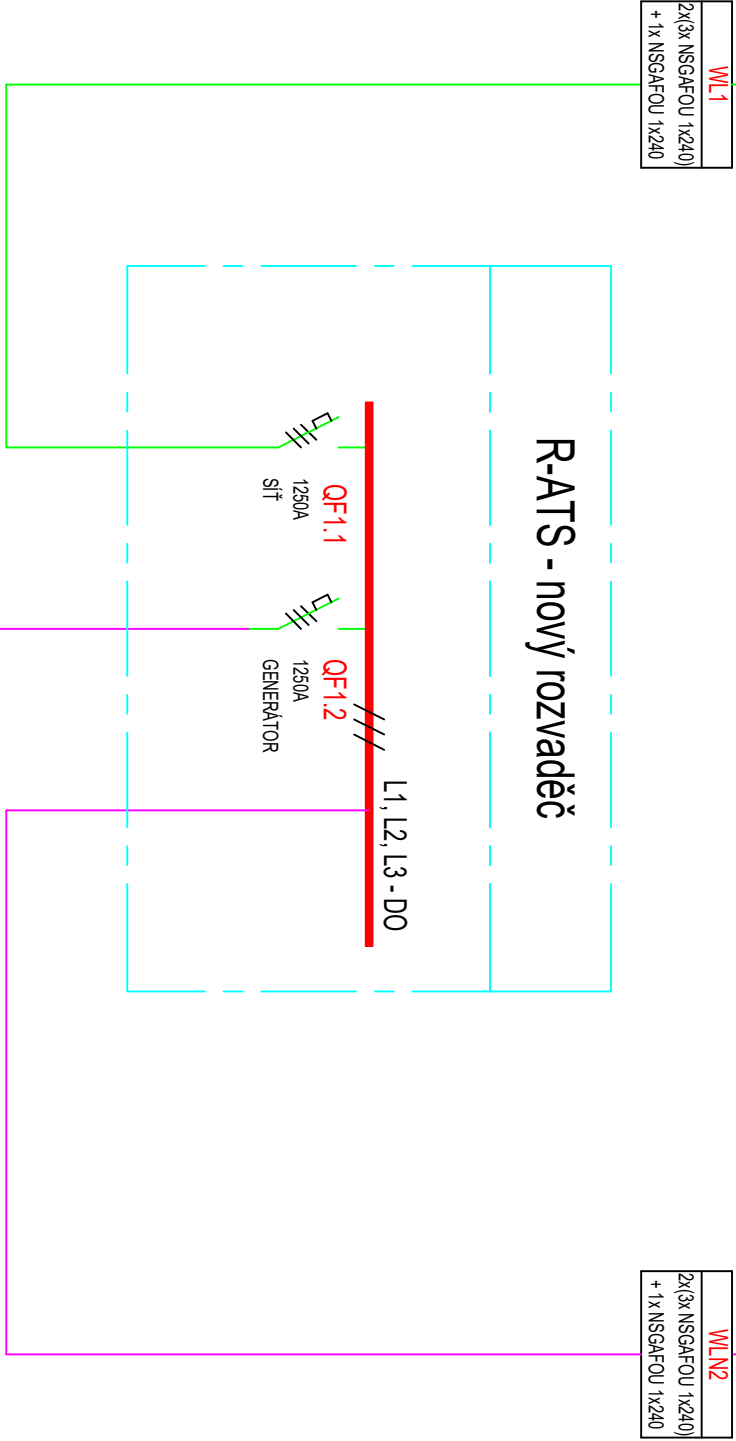 WL1
2x(3x NSGAFOU 1x240)
+ 1x NSGAFOU 1x240
R-ATS - nový rozvaděč
L1, L2, L3 - DO
QF1.1
1250A
SÍŤ
QF1.2
1250A
GENERÁTOR
WLN2
2x(3x NSGAFOU 1x240)
+ 1x NSGAFOU 1x240